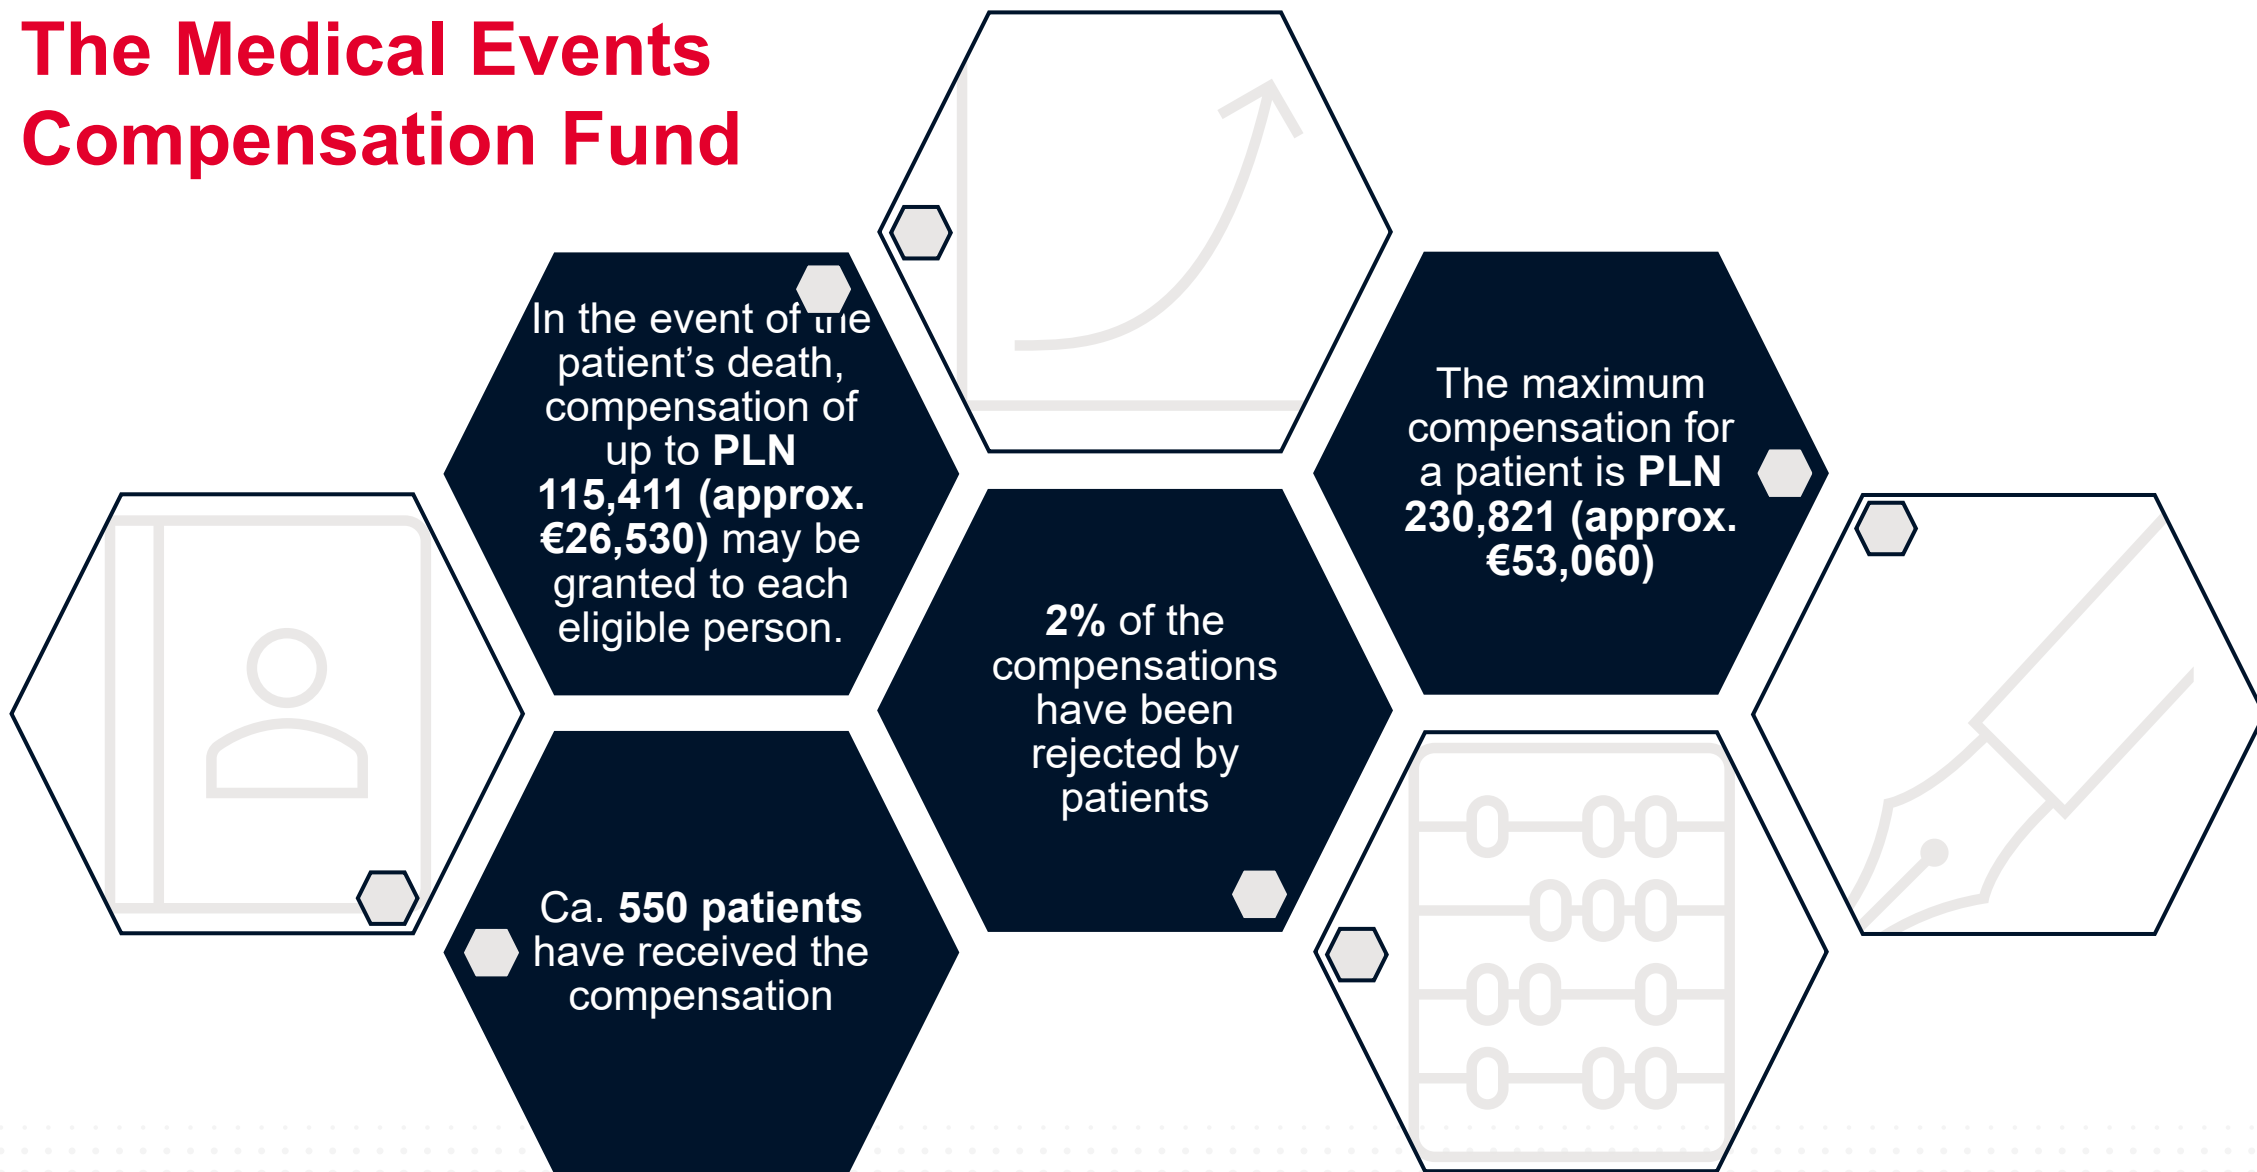 The Medical Events
Compensation Fund
In the event of the
patient’s death,
compensation of
up to PLN
115,411 (approx.
€26,530) may be
granted to each
eligible person.
The maximum
compensation for
a patient is PLN
230,821 (approx.
€53,060)
2% of the
compensations
have been
rejected by
patients
Ca. 550 patients
have received the
compensation